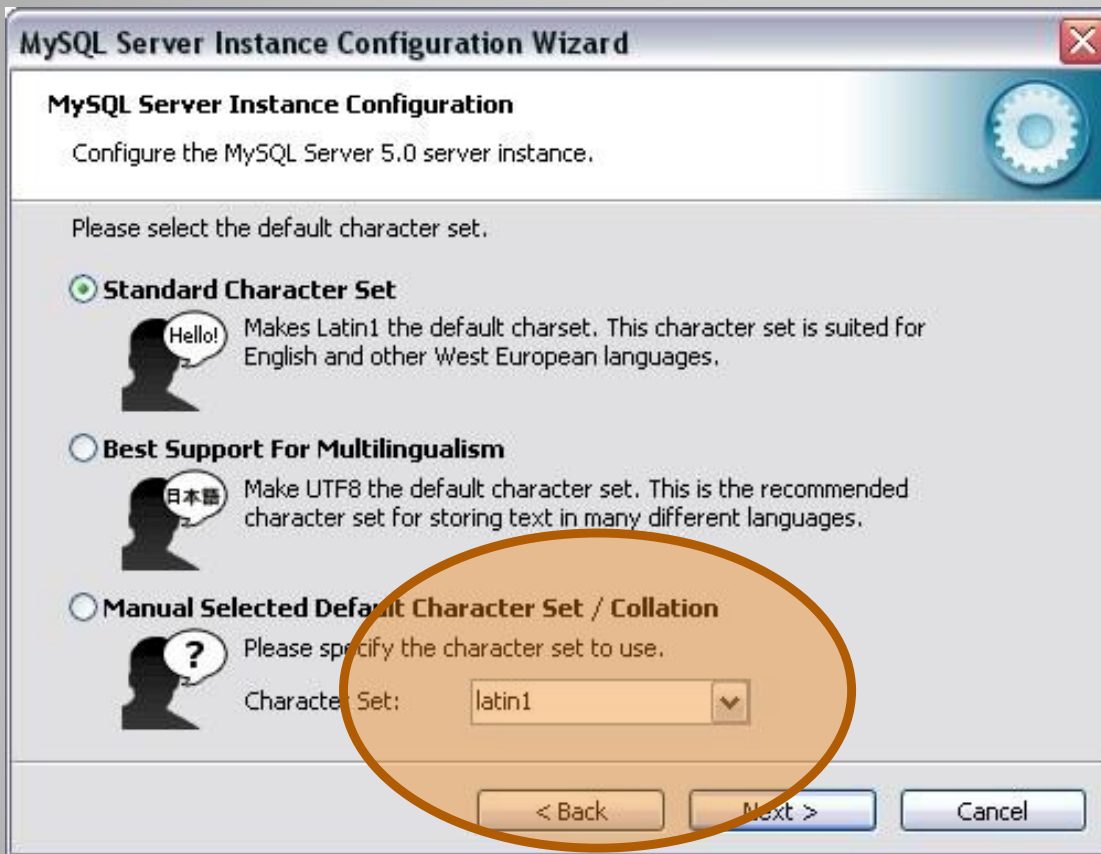 MySQL Server Instance Configuration Wizard
MySQL Server Instance Configuration
Configure the MySQL Server 5.0 server instance.
Please select the default character set.
Standard Character Set
Hello!
Makes Latin1 the default charset. This character set is suited for
English and other West European languages.
Best Support For Multilingualism
日本語
Make UTF8 the default character set. This is the recommended
character set for storing text in many different languages.
Manual Selected Default Character Set / Collation
?
Please specify the character set to use.
Character Set:
latin1
< Back
Next >
Cancel